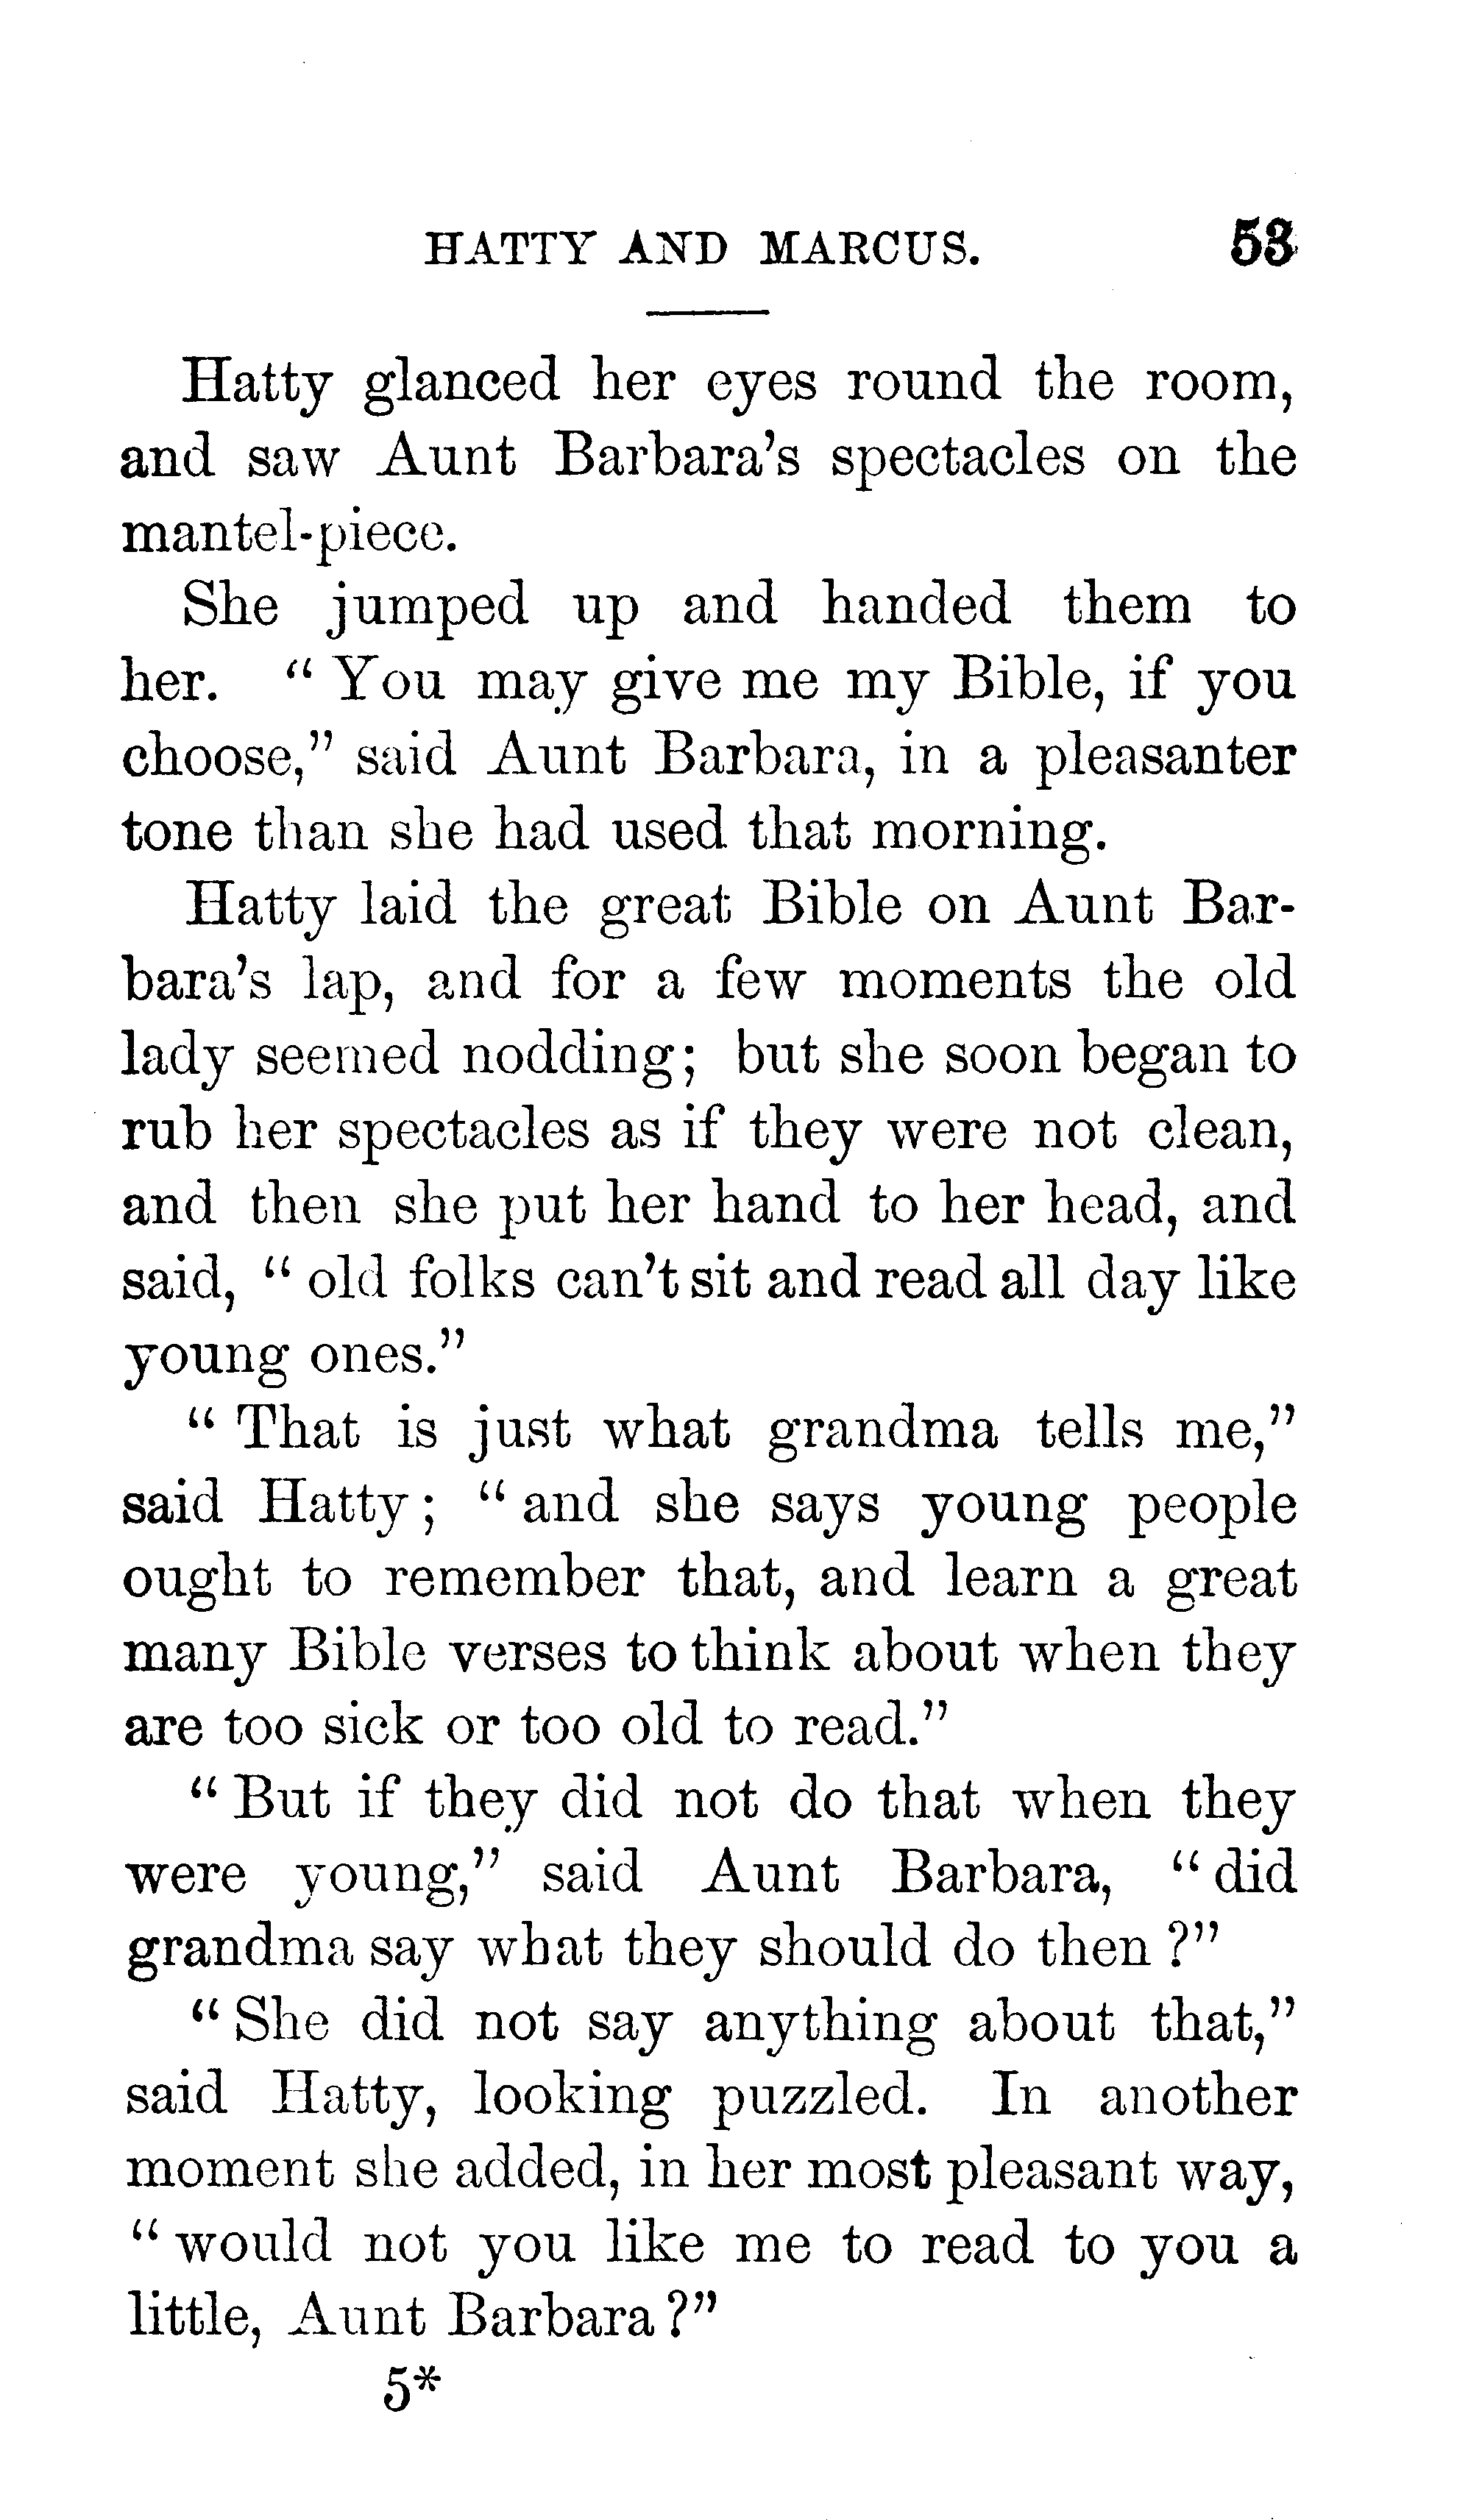 HATTY AND MARCUS. 53
Hatty glanced her eyes round the room,
and saw Aunt Barbara's spectacles on the
mantel-piece.
She jumped up and handed them to
her. "You may give me my Bible, if you
choose," said Aunt Barbara, in a pleasanter
tone than she had used that morning.
Hatty laid the great Bible on Aunt Bar-
bara's lap, and for a few moments the old
lady seemed nodding; but she soon began to
rub her spectacles as if they were not clean,
and then she put her hand to her head, and
said, "old folks can't sit and read all day like
young ones."
"That is just what grandma tells me,"
said Hatty; "and she says young people
ought to remember that, and learn a great
many Bible verses to think about when they
are too sick or too old to read."
"But if they did not do that when they
were young," said Aunt Barbara, "did
grandma say what they should do then?"
"She did not say anything about that,"
said Hatty, looking puzzled. In another
moment she added, in her most pleasant way,
"would not you like me to read to you a
little, Aunt Barbara?"
5*